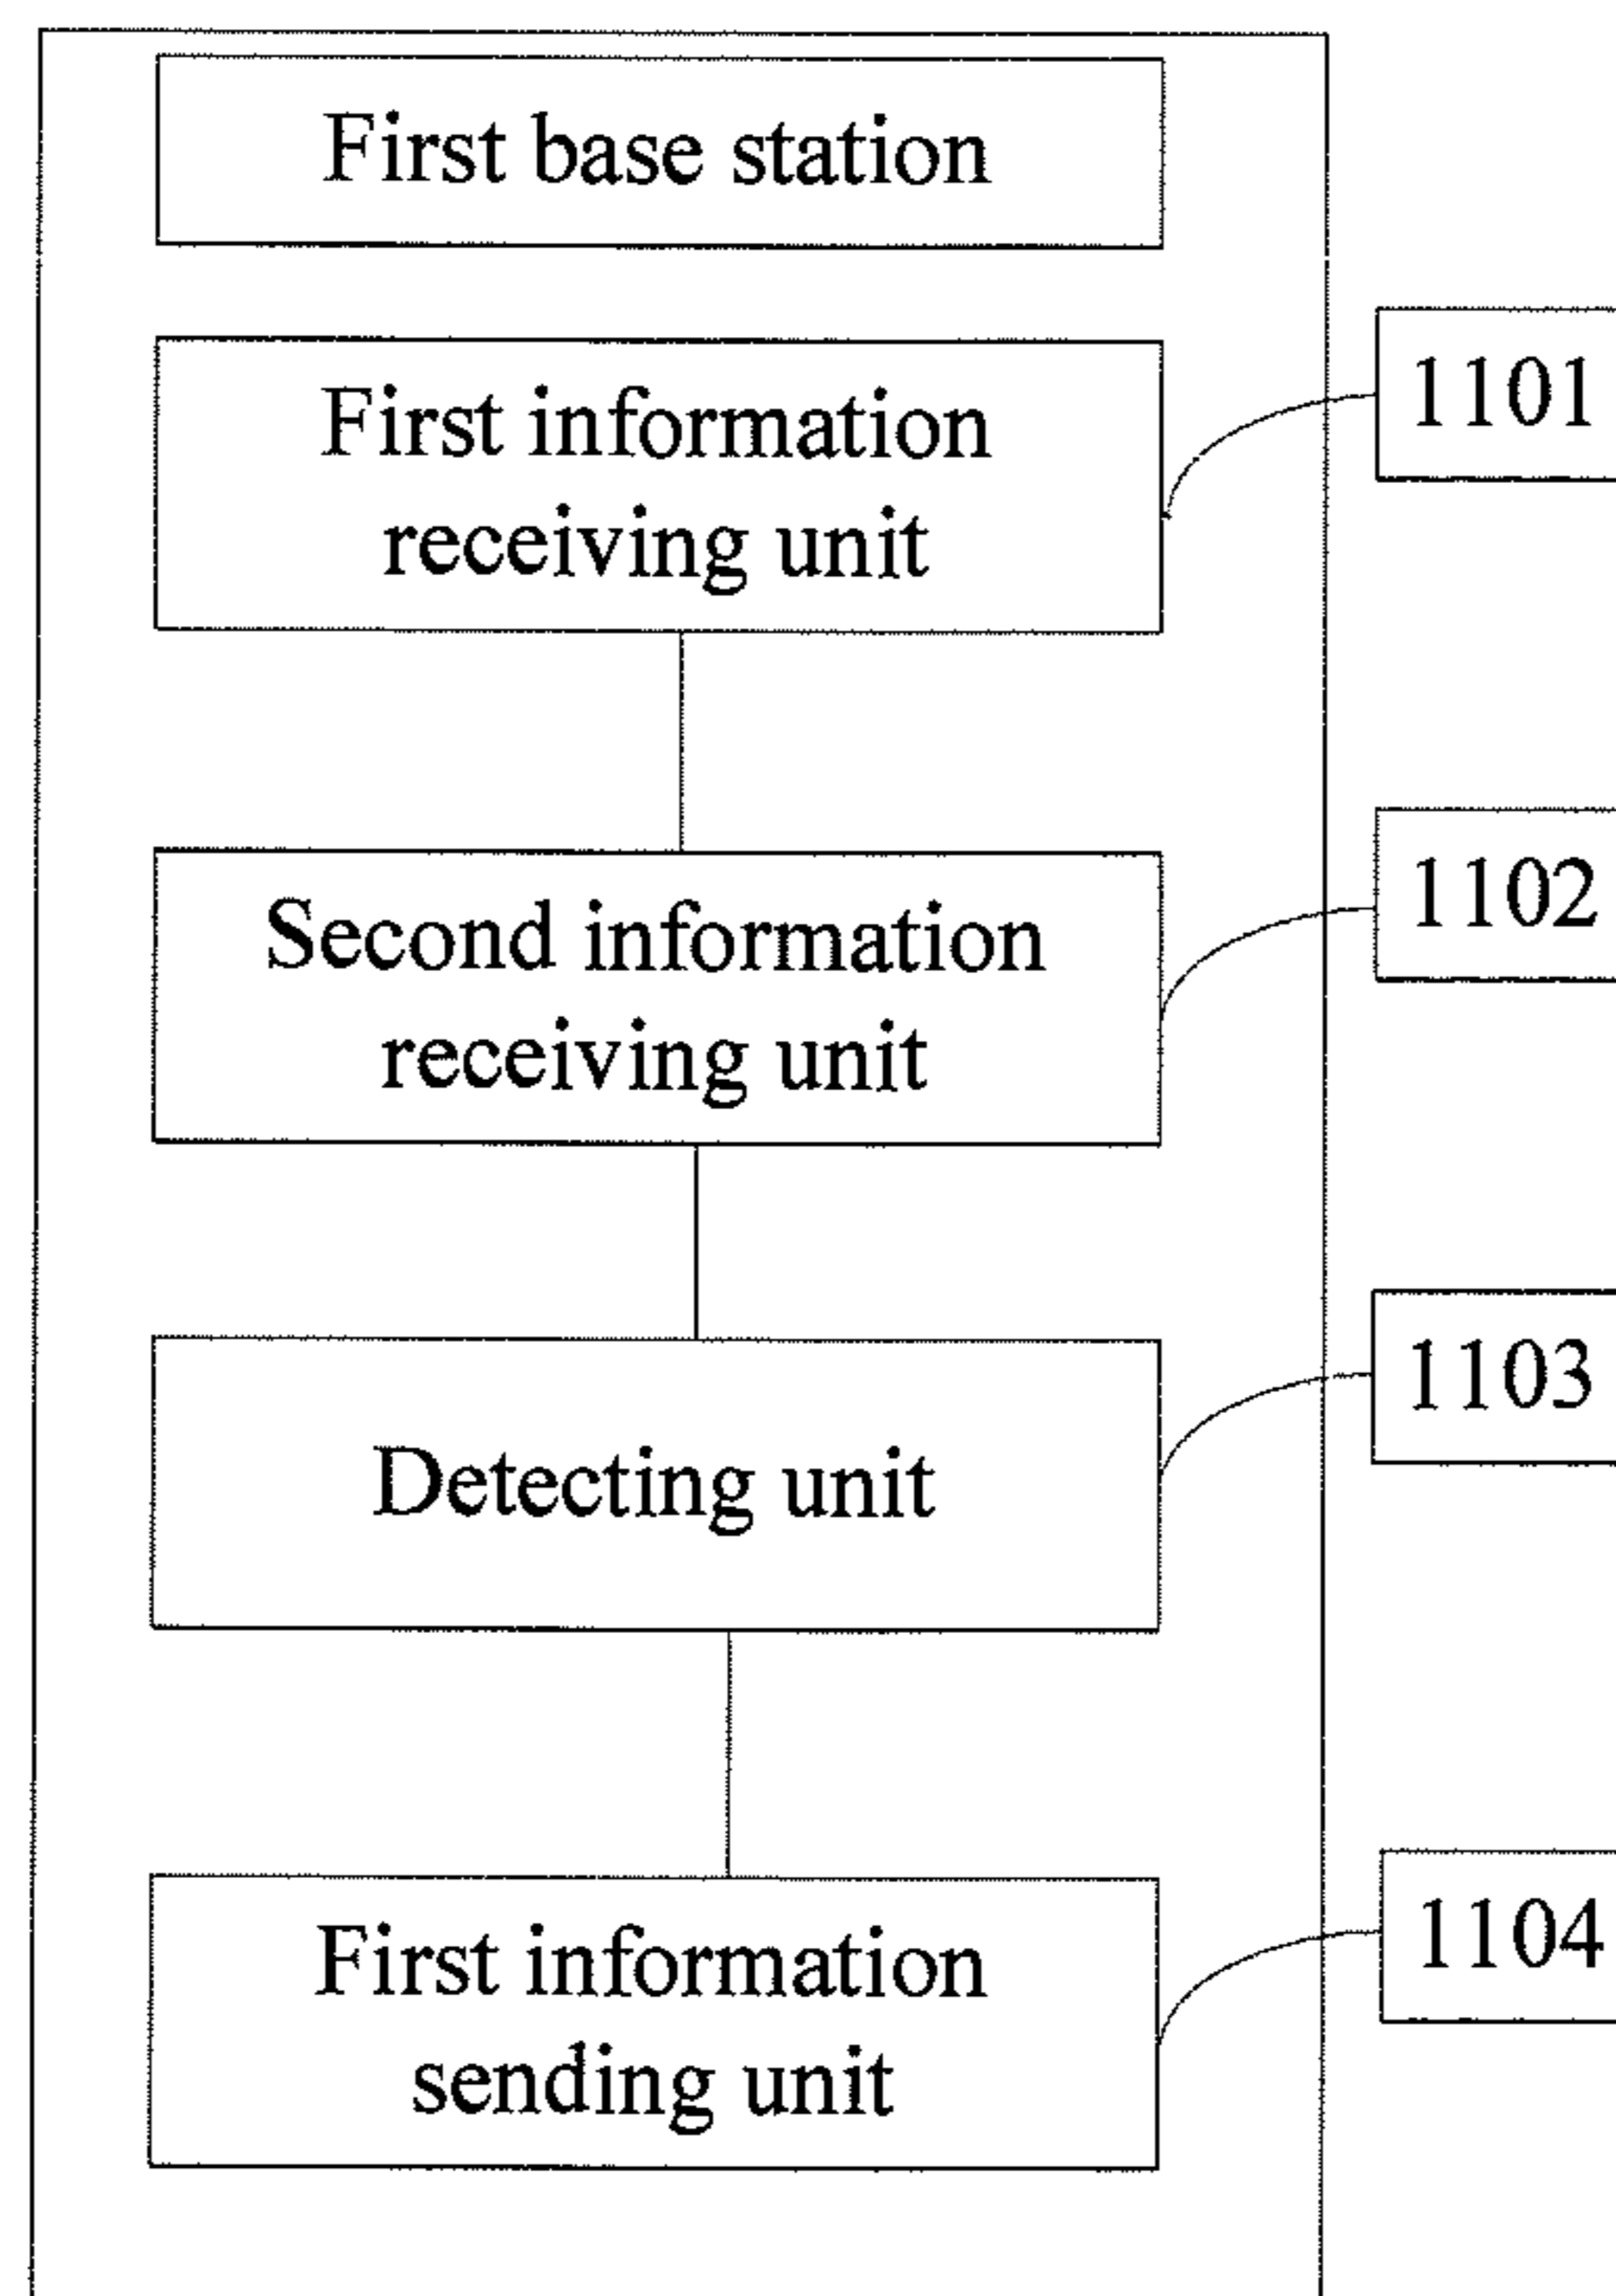 First base station
First information
receiving unit
1101
Second information
receiving unit
1102
Detecting unit
1103
First information
sending unit
1104